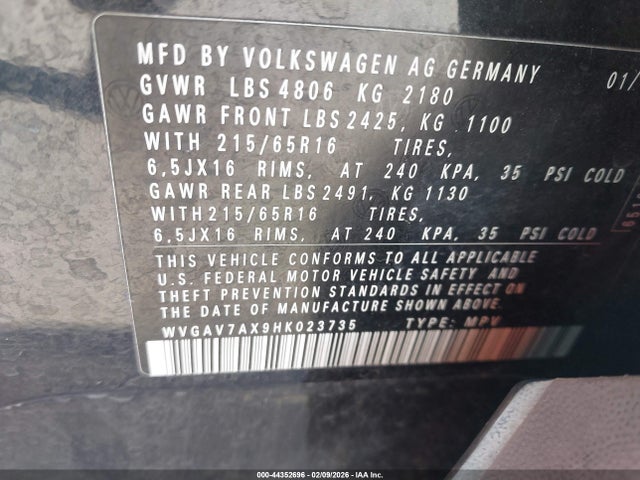 MFD BY VOLKSWAGEN AG GERMANY 01/
GVWR LBS 4806 KG 2180
GAWR FRONT LBS 2425, KG 1100
WITH 215/65R16 TIRES,
6,5JX16 RIMS, AT 240 KPA, 35 PSI COLD
GAWR REAR LBS 2491, KG 1130
WITH 215/65R16 TIRES,
6,5JX16 RIMS, AT 240 KPA, 35 PSI COLD
THIS VEHICLE CONFORMS TO ALL APPLICABLE
U.S. FEDERAL MOTOR VEHICLE SAFETY AND
THEFT PREVENTION STANDARDS IN EFFECT ON
THE DATE OF MANUFACTURE SHOWN ABOVE.
WVGAV7AX9HK023735 TYPE: MPV
000-44352696 - 02/09/2026 - IAA Inc.